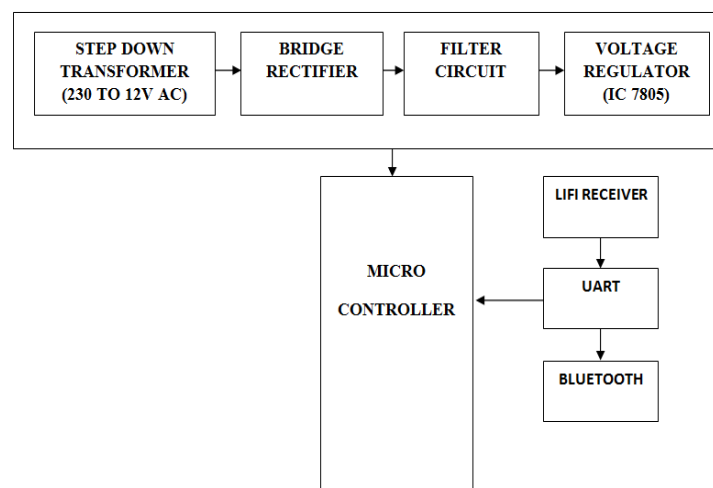 STEP DOWN
TRANSFORMER
(230 TO 12V AC)
BRIDGE
RECTIFIER
FILTER
CIRCUIT
VOLTAGE
REGULATOR
(IC 7805)
MICRO
CONTROLLER
LIFI RECEIVER
UART
BLUETOOTH